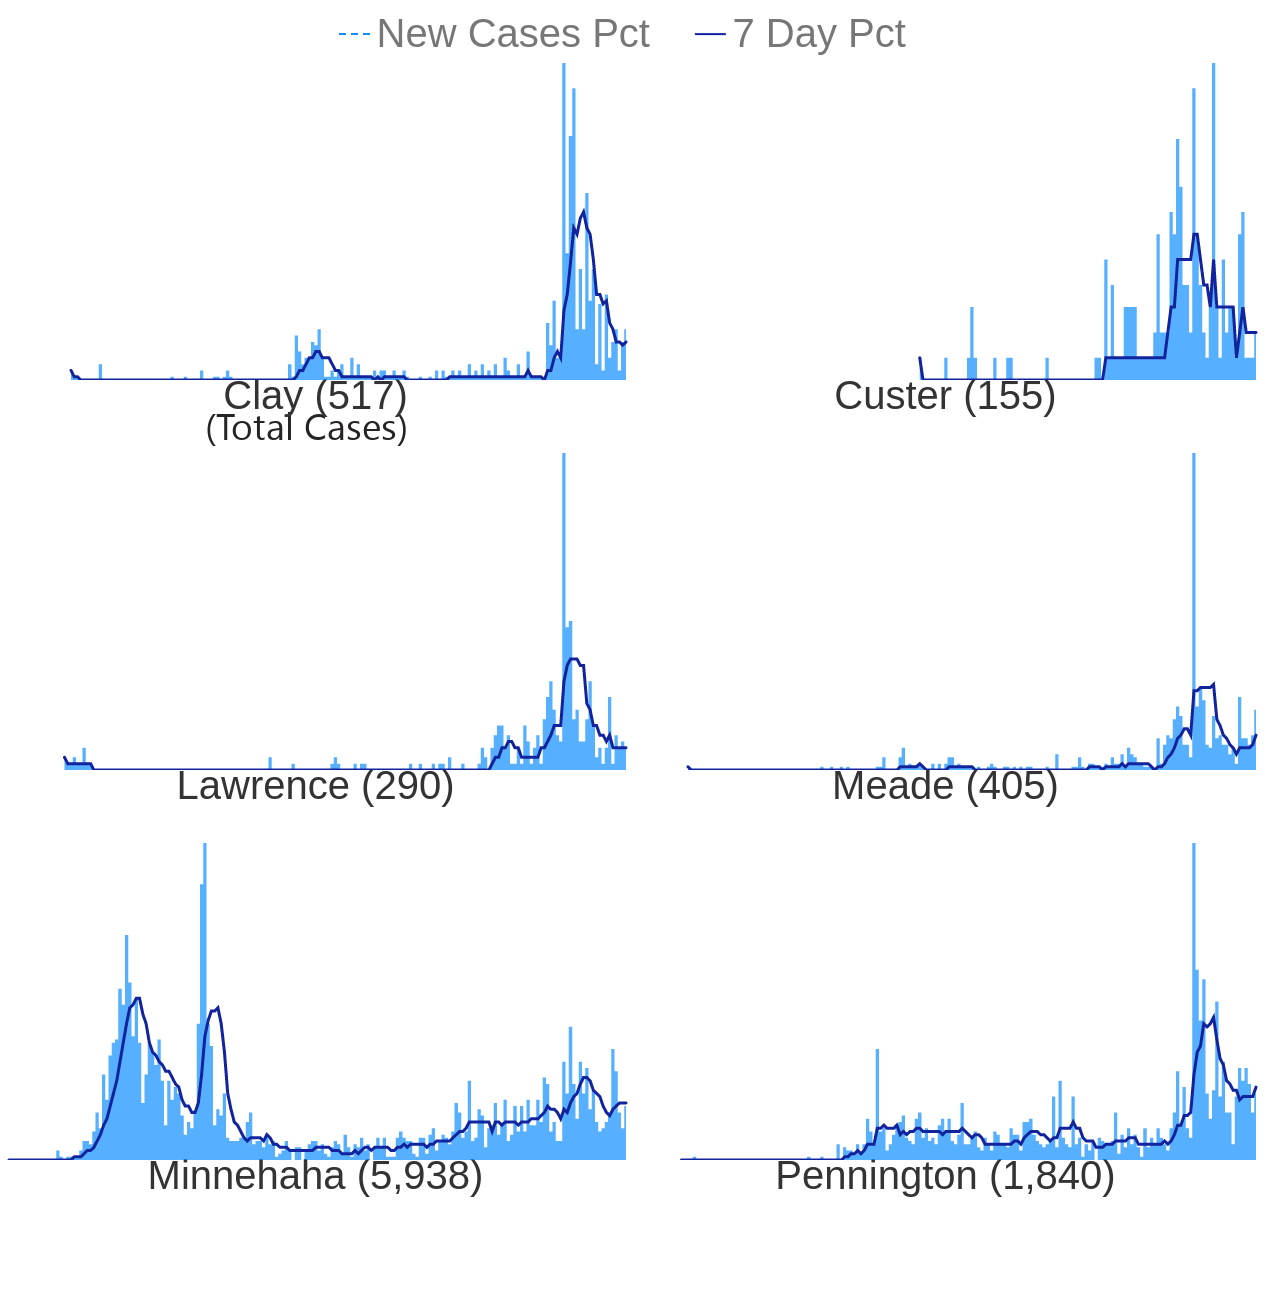 New Cases Pct 7 Day Pct
Clay (517) Custer (155)
(Total Cases)
Lawrence (290) Meade (405)
Minnehaha (5,938) Pennington (1,840)